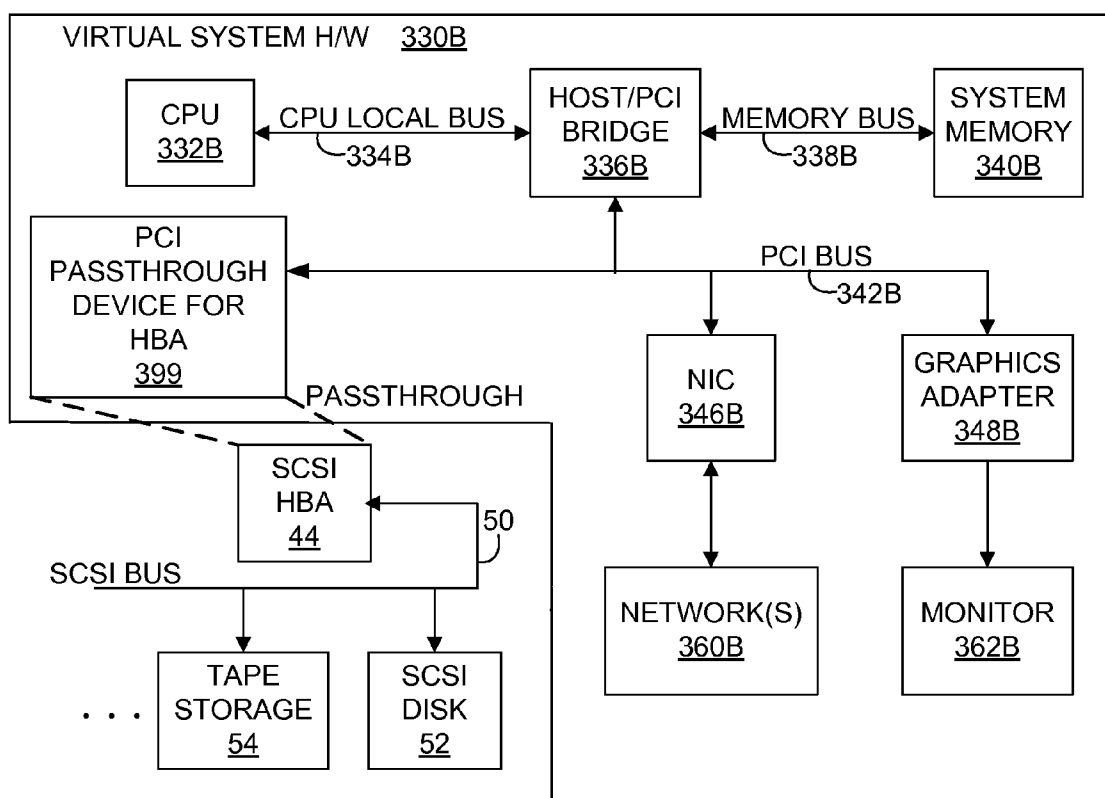 VIRTUAL SYSTEM H/W 330B
CPU
332B
CPU LOCAL BUS
334B
HOST/PCI
BRIDGE
336B
MEMORY BUS
338B
SYSTEM
MEMORY
340B
PCI
PASSTHROUGH
DEVICE FOR
HBA
399
PCI BUS
342B
PASSTHROUGH
NIC
346B
GRAPHICS
ADAPTER
348B
SCSI
HBA
44
50
SCSI BUS
NETWORK(S)
360B
MONITOR
362B
. . .
TAPE
STORAGE
54
SCSI
DISK
52